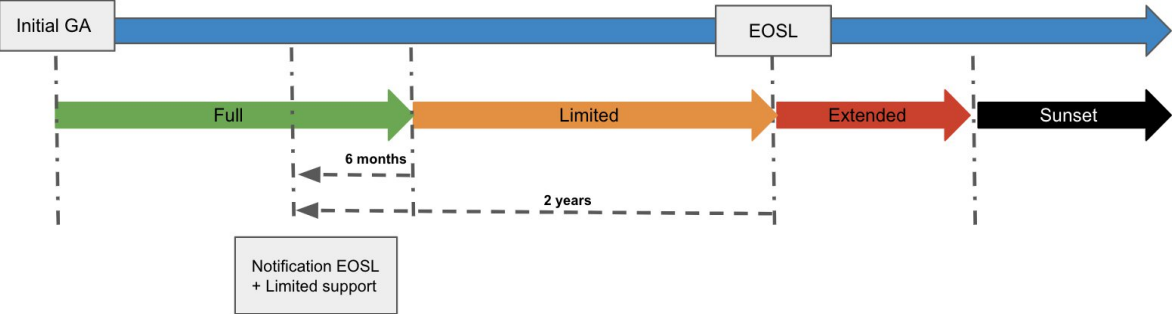 Initial GA
EOSL
Full
Limited
Extended
Sunset
6 months
2 years
Notification EOSL
+ Limited support